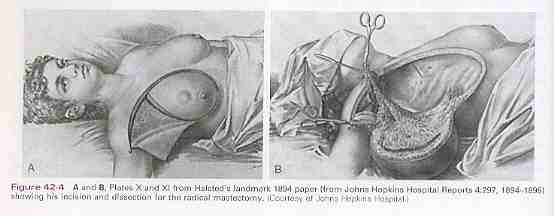 A
B
Figure 42-4 A and B, Plates X and XI from Halsted's landmark 1894 paper (from Johns Hopkins Hospital Reports 4:297, 1894-1895)
showing his incision and dissection for the radical mastectomy. (Courtesy of Johns Hopkins Hospital.)